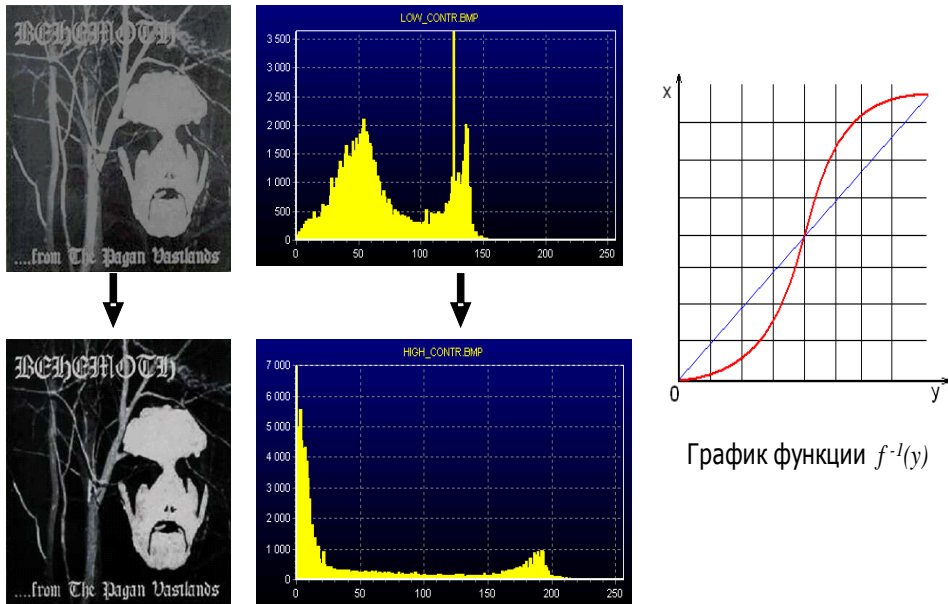 BEHEMOTH
....from The Pagan Vastlands
LOW_CONTR.BMP
3 500
3 000
2 500
2 000
1 500
1 000
500
0
0 50 100 150 200 250
BEHEMOTH
....from The Pagan Vastlands
HIGH_CONTR.BMP
7 000
6 000
5 000
4 000
3 000
2 000
1 000
0
0 50 100 150 200 250
x
0 y
График функции f⁻¹(y)